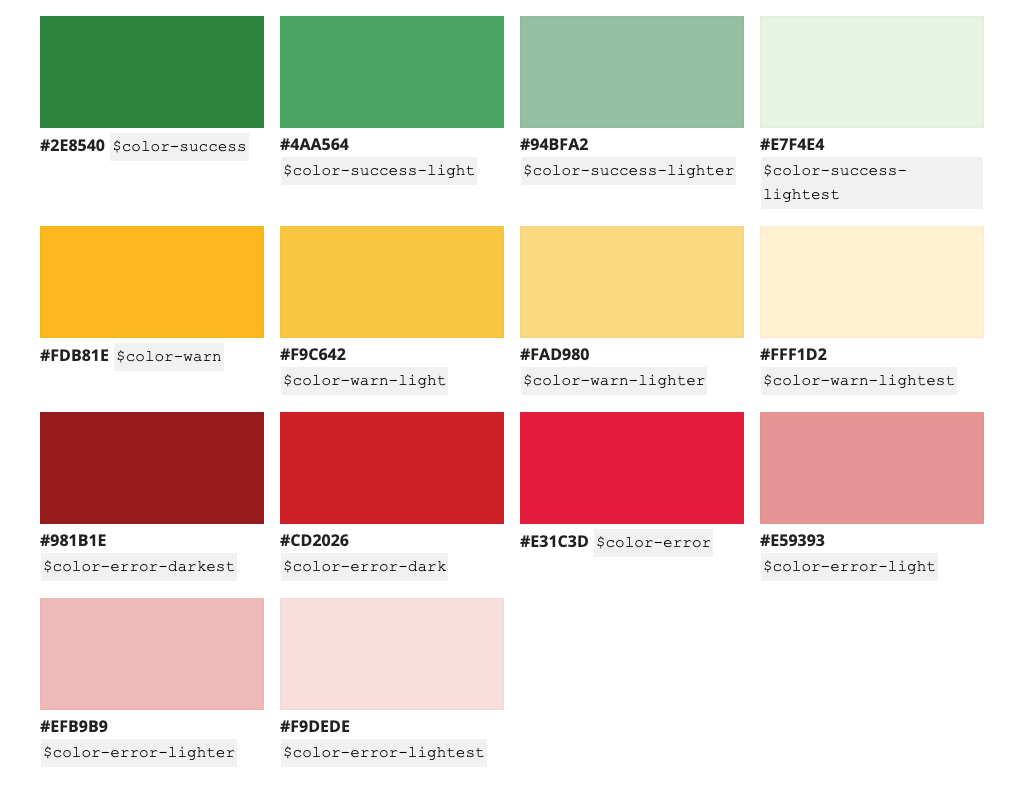 #2E8540 $color-success
#4AA564
$color-success-light
#94BFA2
$color-success-lighter
#E7F4E4
$color-success-
lightest
#FDB81E $color-warn
#F9C642
$color-warn-light
#FAD980
$color-warn-lighter
#FFF1D2
$color-warn-lightest
#981B1E
$color-error-darkest
#CD2026
$color-error-dark
#E31C3D $color-error
#E59393
$color-error-light
#EFB9B9
$color-error-lighter
#F9DEDE
$color-error-lightest